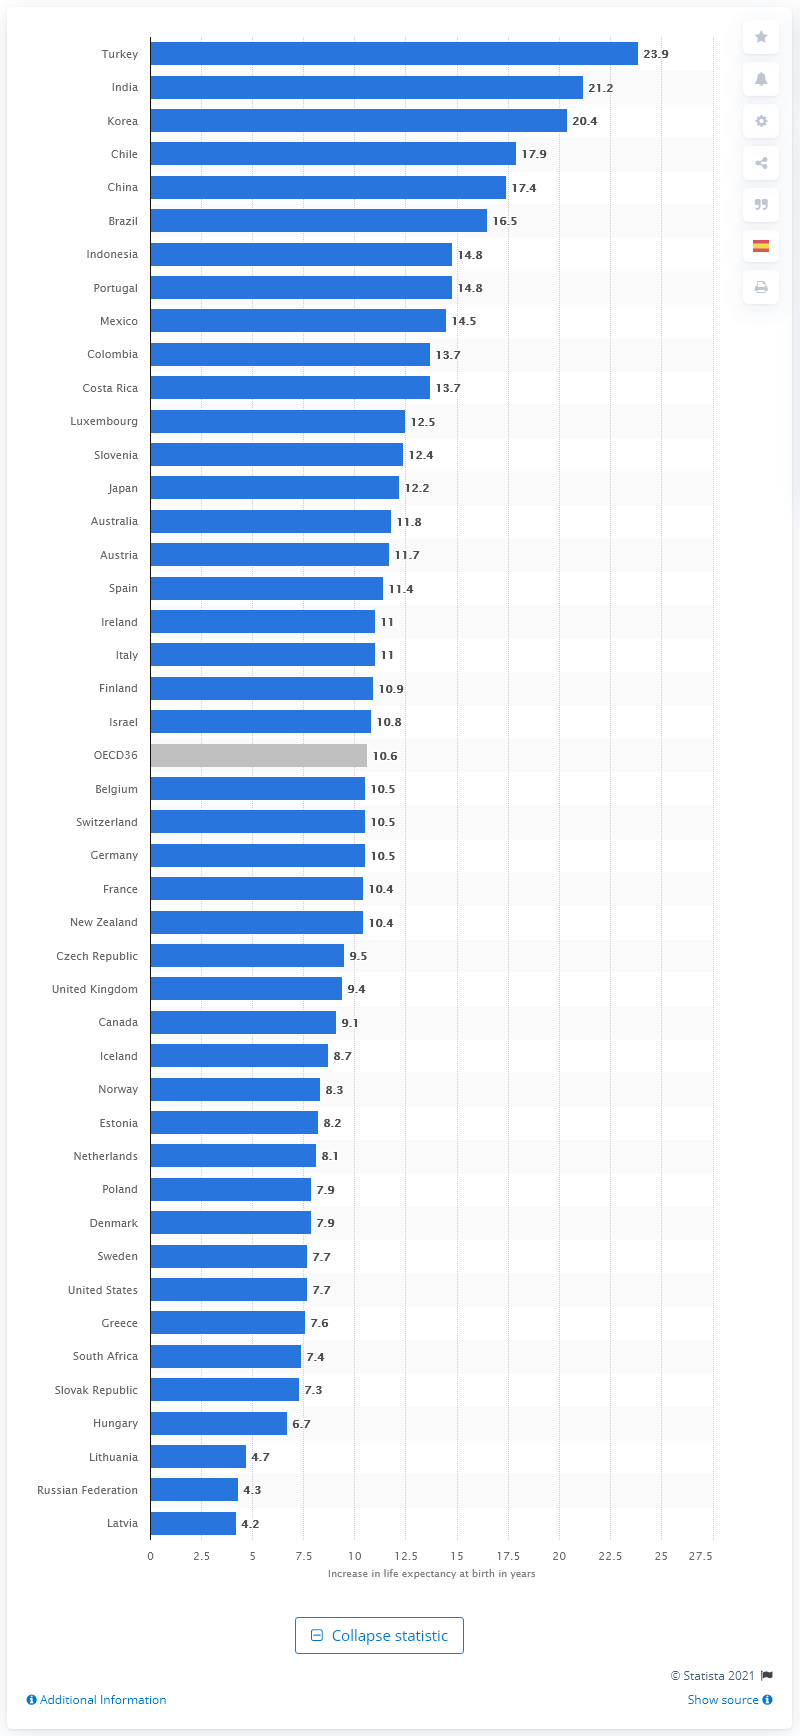 Turkey 23.9
India 21.2
Korea 20.4
Chile 17.9
China 17.4
Brazil 16.5
Indonesia 14.8
Portugal 14.8
Mexico 14.5
Colombia 13.7
Costa Rica 13.7
Luxembourg 12.5
Slovenia 12.4
Japan 12.2
Australia 11.8
Austria 11.7
Spain 11.4
Ireland 11
Italy 11
Finland 10.9
Israel 10.8
OECD36 10.6
Belgium 10.5
Switzerland 10.5
Germany 10.5
France 10.4
New Zealand 10.4
Czech Republic 9.5
United Kingdom 9.4
Canada 9.1
Iceland 8.7
Norway 8.3
Estonia 8.2
Netherlands 8.1
Poland 7.9
Denmark 7.9
Sweden 7.7
United States 7.7
Greece 7.6
South Africa 7.4
Slovak Republic 7.3
Hungary 6.7
Lithuania 4.7
Russian Federation 4.3
Latvia 4.2
0 2.5 5 7.5 10 12.5 15 17.5 20 22.5 25 27.5
Increase in life expectancy at birth in years
Collapse statistic
© Statista 2021
Additional Information Show source